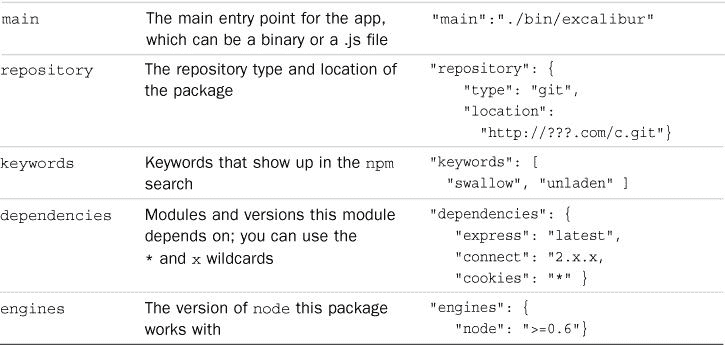 main The main entry point for the app, "main":"./bin/excalibur"
which can be a binary or a .js file
repository The repository type and location of "repository": {
the package "type": "git",
"location":
"http://???.com/c.git"}
keywords Keywords that show up in the npm "keywords": [
search "swallow", "unladen" ]
dependencies Modules and versions this module "dependencies": {
depends on; you can use the "express": "latest",
* and x wildcards "connect": "2.x.x,
"cookies": "*" }
engines The version of node this package "engines": {
works with "node": ">=0.6"}